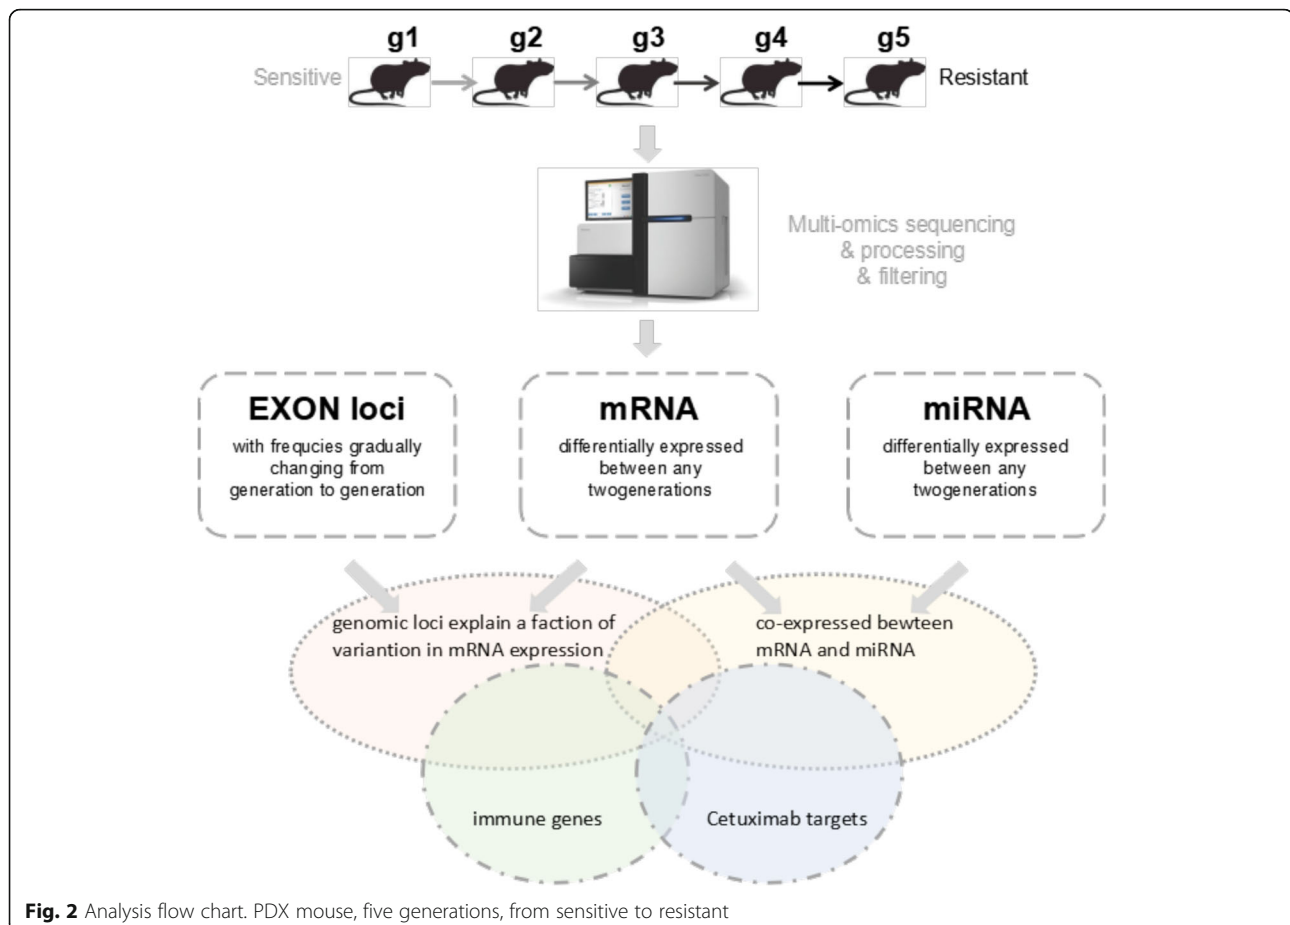 g1 g2 g3 g4 g5
Sensitive Resistant
Multi-omics sequencing
& processing
& filtering
EXON loci
with frequcies gradually
changing from
generation to generation
mRNA
differentially expressed
between any
twogenerations
miRNA
differentially expressed
between any
twogenerations
genomic loci explain a faction of
variantion in mRNA expression
co-expressed bewteen
mRNA and miRNA
immune genes
Cetuximab targets
Fig. 2 Analysis flow chart. PDX mouse, five generations, from sensitive to resistant